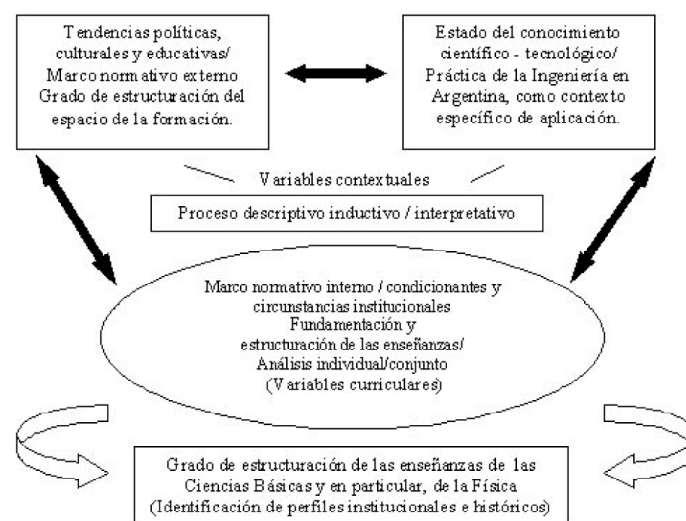 Tendencias políticas,
culturales y educativas/
Marco normativo externo
Grado de estructuración del
espacio de la formación.
Estado del conocimiento
científico - tecnológico/
Práctica de la Ingeniería en
Argentina, como contexto
específico de aplicación.
Variables contextuales
Proceso descriptivo inductivo / interpretativo
Marco normativo interno / condicionantes y
circunstancias institucionales
Fundamentación y
estructuración de las enseñanzas/
Análisis individual/conjunto
(Variables curriculares)
Grado de estructuración de las enseñanzas de las
Ciencias Básicas y en particular, de la Física
(Identificación de perfiles institucionales e históricos)